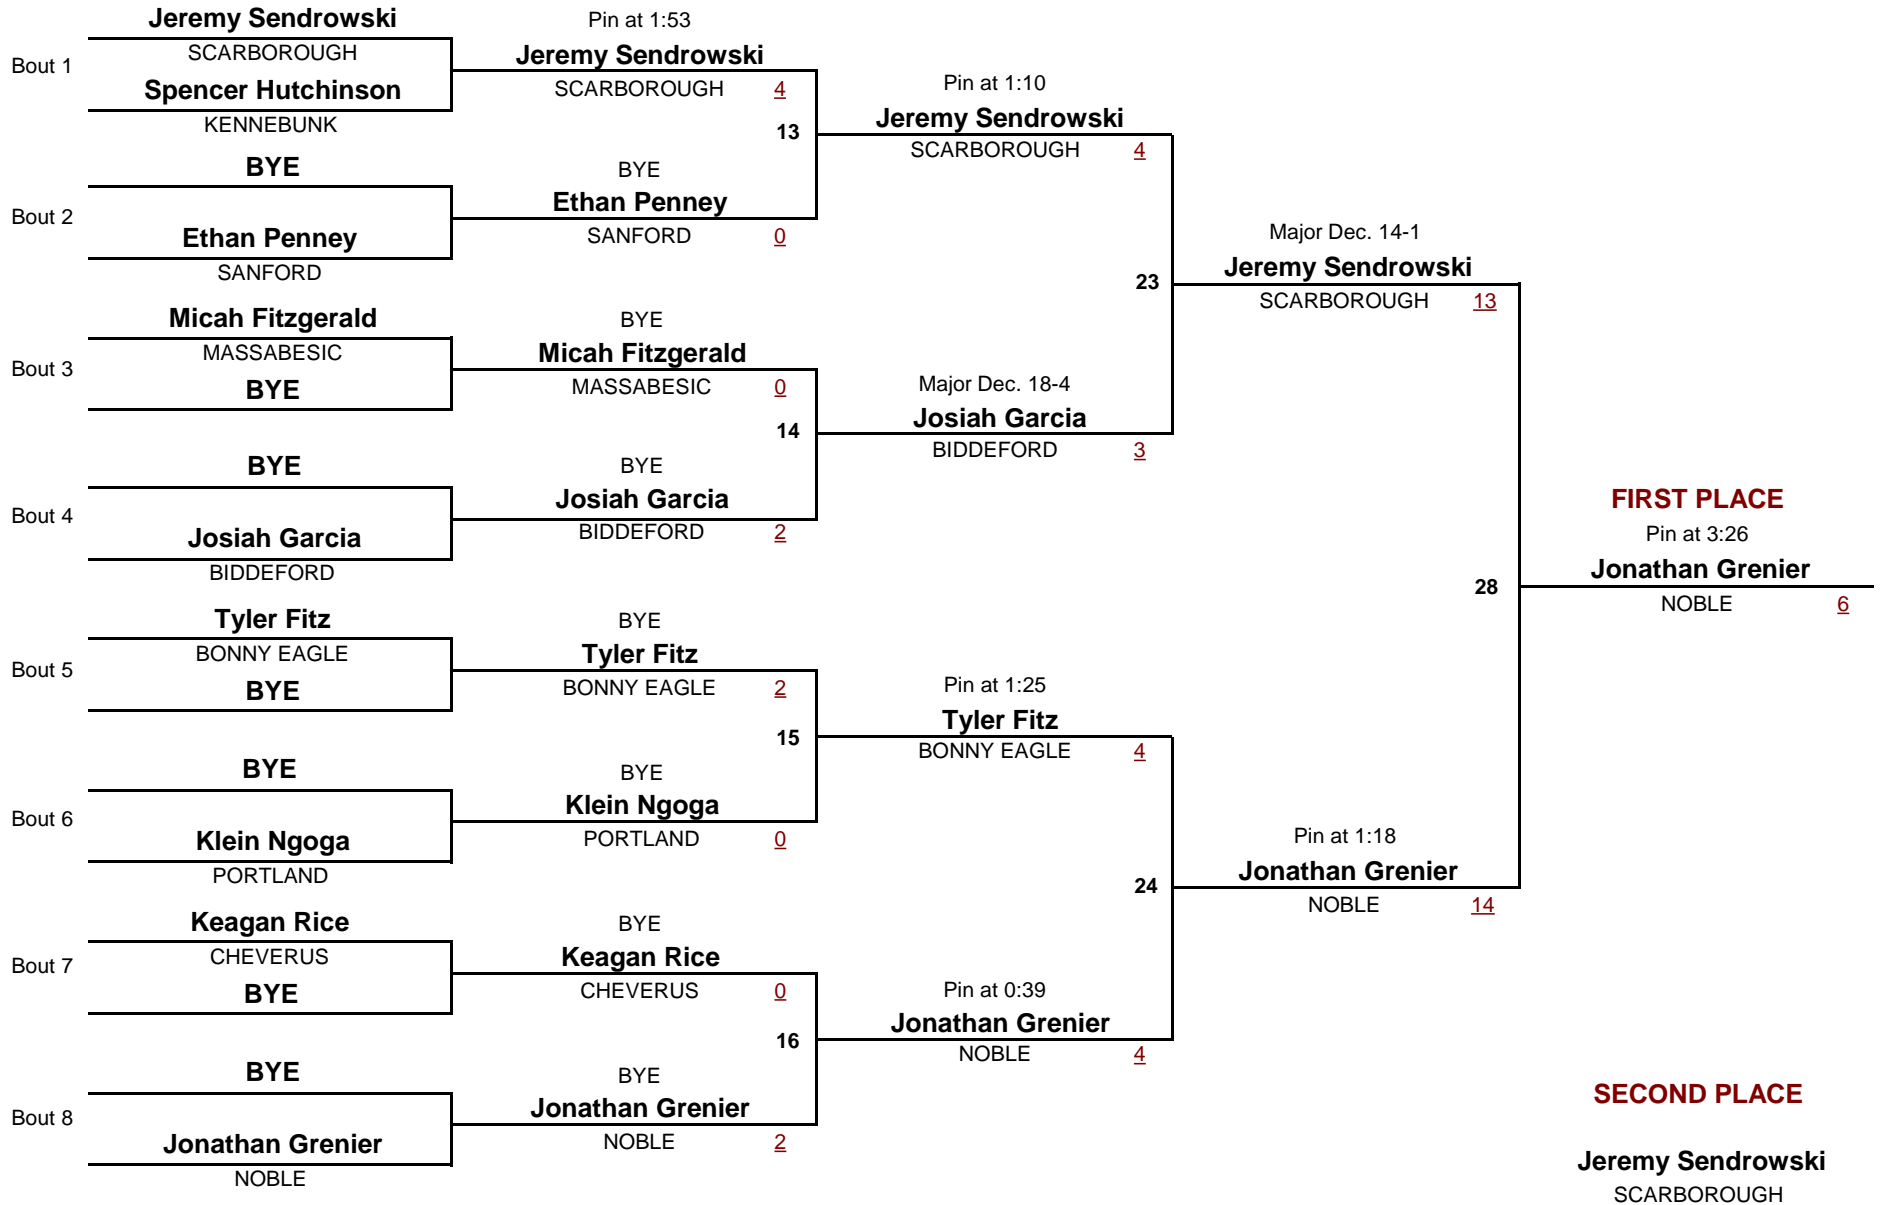 Jeremy Sendrowski
Bout 1
SCARBOROUGH
Spencer Hutchinson
KENNEBUNK
BYE
Bout 2
Ethan Penney
SANFORD
Micah Fitzgerald
Bout 3
MASSABESIC
BYE
BYE
Bout 4
Josiah Garcia
BIDDEFORD
Tyler Fitz
Bout 5
BONNY EAGLE
BYE
BYE
Bout 6
Klein Ngoga
PORTLAND
Keagan Rice
Bout 7
CHEVERUS
BYE
BYE
Bout 8
Jonathan Grenier
NOBLE
Pin at 1:53
Jeremy Sendrowski
SCARBOROUGH 4
13
BYE
Ethan Penney
SANFORD 0
BYE
Micah Fitzgerald
MASSABESIC 0
14
BYE
Josiah Garcia
BIDDEFORD 2
BYE
Tyler Fitz
BONNY EAGLE 2
15
BYE
Klein Ngoga
PORTLAND 0
BYE
Keagan Rice
CHEVERUS 0
16
BYE
Jonathan Grenier
NOBLE 2
Pin at 1:10
Jeremy Sendrowski
SCARBOROUGH 4
23
Major Dec. 18-4
Josiah Garcia
BIDDEFORD 3
Pin at 1:25
Tyler Fitz
BONNY EAGLE 4
24
Pin at 0:39
Jonathan Grenier
NOBLE 4
Major Dec. 14-1
Jeremy Sendrowski
SCARBOROUGH 13
28
Pin at 1:18
Jonathan Grenier
NOBLE 14
FIRST PLACE
Pin at 3:26
Jonathan Grenier
NOBLE 6
SECOND PLACE
Jeremy Sendrowski
SCARBOROUGH